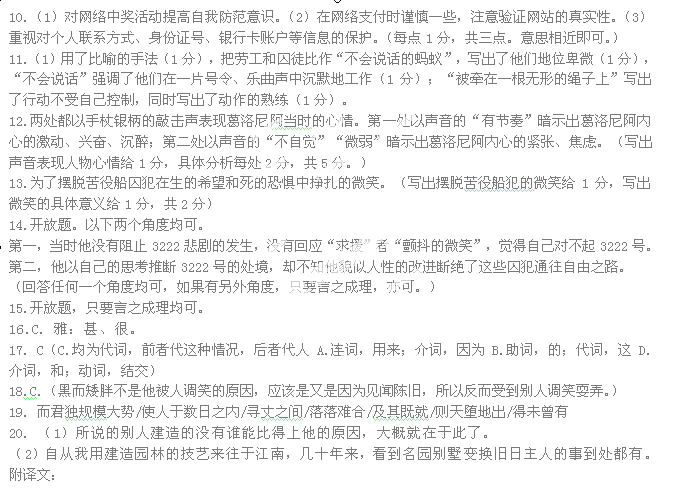 10.（1）对网络中奖活动提高自我防范意识。（2）在网络支付时谨慎一些，注意验证网站的真实性。（3）
重视对个人联系方式、身份证号、银行卡账户等信息的保护。（每点 1 分，共三点。意思相近即可。）
11.（1）用了比喻的手法（1 分），把劳工和囚徒比作“不会说话的蚂蚁”，写出了他们地位卑微（1 分），
“不会说话”强调了他们在一片号令、乐曲声中沉默地工作（1 分）；“被牵在一根无形的绳子上”写出
了行动不受自己控制，同时写出了动作的熟练（1 分）。
12.两处都以手杖银柄的敲击声表现葛洛尼阿当时的心情。第一处以声音的“有节奏”暗示出葛洛尼阿内
心的激动、兴奋、沉醉；第二处以声音的“不自觉”“微弱”暗示出葛洛尼阿内心的紧张、焦虑。（写出
声音表现人物心情给 1 分，具体分析每处 2 分，共 5 分。）
13.为了摆脱苦役船囚犯在生的希望和死的恐惧中挣扎的微笑。（写出摆脱苦役船犯的微笑给 1 分，写出
微笑的具体意义给 1 分，共 2 分）
14.开放题。以下两个角度均可。
第一，当时他没有阻止 3222 悲剧的发生，没有回应“求援”者“颤抖的微笑”，觉得自己对不起 3222 号。
第二，他以自己的思考推断 3222 号的处境，却不知他貌似人性的改进断绝了这些囚犯通往自由之路。
（回答任何一个角度均可，如果有另外角度，只要言之成理，亦可。）
15.开放题，只要言之成理均可。
16.C. 雅：甚、很。
17. C（C.均为代词，前者代这种情况，后者代人 A.连词，用来；介词，因为 B.助词，的；代词，这 D.
介词，和；动词，结交）
18.C.（黑而矮胖不是他被人调笑的原因，应该是又是因为见闻陈旧，所以反而受到别人调笑耍弄。）
19. 而君独规模大势/使人于数日之内/寻丈之间/落落难合/及其既就/则天堕地出/得未曾有
20. （1）所说的别人建造的没有谁能比得上他的原因，大概就在于此了。
（2）自从我用建造园林的技艺来往于江南，几十年来，看到名园别墅变换旧日主人的事到处都有。
附译文：